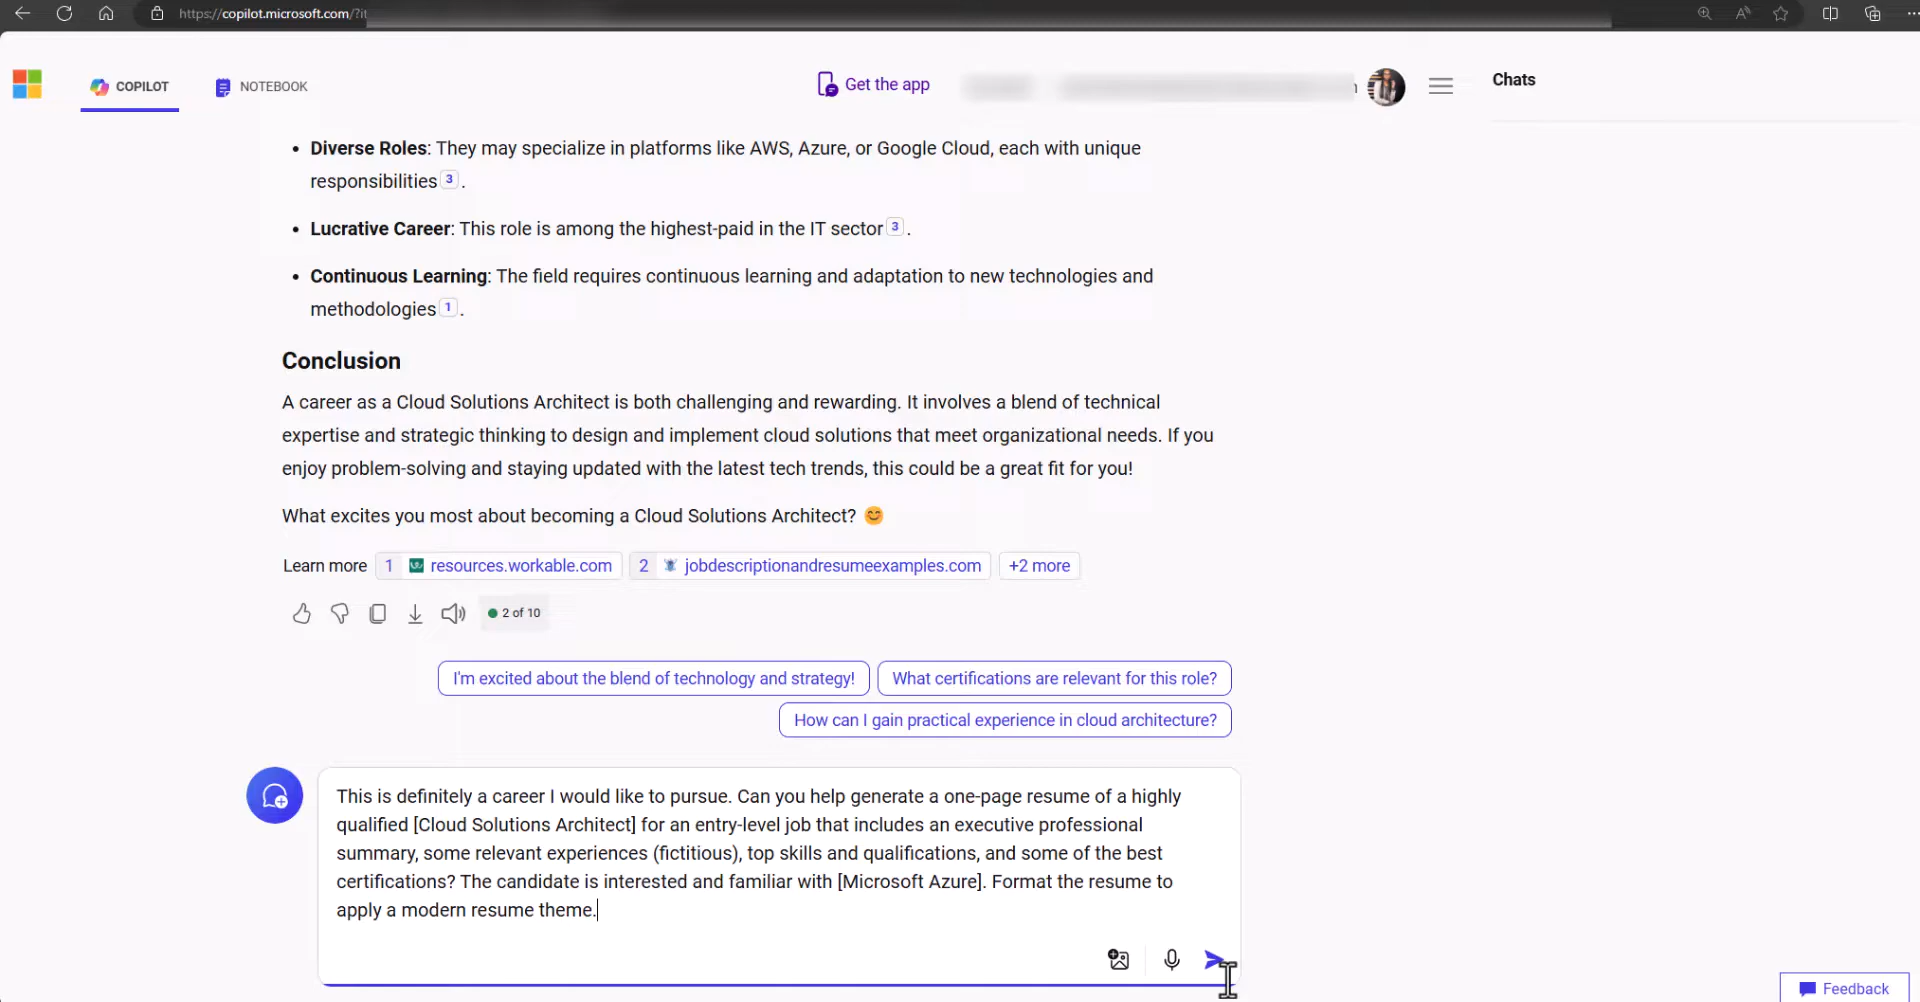 https://copilot.microsoft.com/?it
COPILOT
NOTEBOOK
Get the app
Chats
• Diverse Roles: They may specialize in platforms like AWS, Azure, or Google Cloud, each with unique
responsibilities 3 .
• Lucrative Career: This role is among the highest-paid in the IT sector 3 .
• Continuous Learning: The field requires continuous learning and adaptation to new technologies and
methodologies 1 .
Conclusion
A career as a Cloud Solutions Architect is both challenging and rewarding. It involves a blend of technical
expertise and strategic thinking to design and implement cloud solutions that meet organizational needs. If you
enjoy problem-solving and staying updated with the latest tech trends, this could be a great fit for you!
What excites you most about becoming a Cloud Solutions Architect? 😊
Learn more 1 resources.workable.com 2 jobdescriptionandresumeexamples.com +2 more
2 of 10
I'm excited about the blend of technology and strategy! What certifications are relevant for this role?
How can I gain practical experience in cloud architecture?
This is definitely a career I would like to pursue. Can you help generate a one-page resume of a highly
qualified [Cloud Solutions Architect] for an entry-level job that includes an executive professional
summary, some relevant experiences (fictitious), top skills and qualifications, and some of the best
certifications? The candidate is interested and familiar with [Microsoft Azure]. Format the resume to
apply a modern resume theme.
Feedback